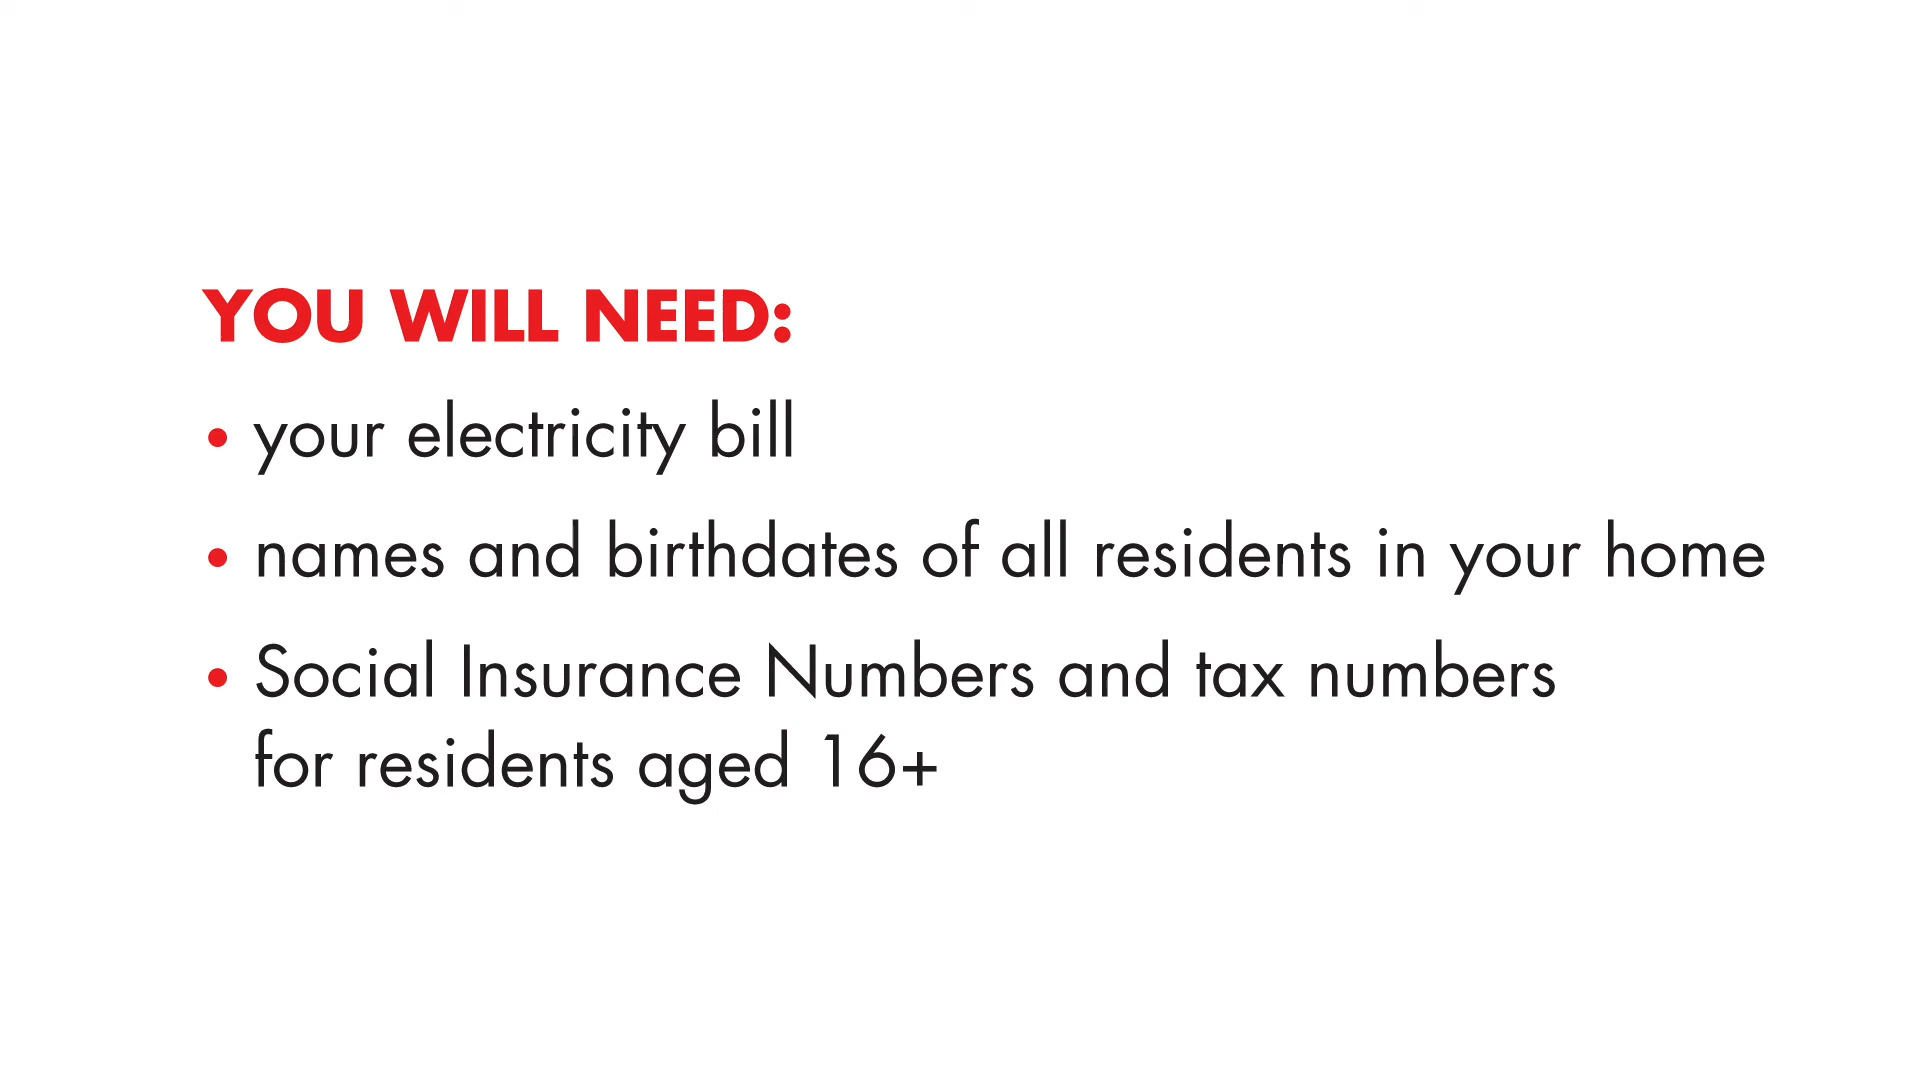 YOU WILL NEED:
• your electricity bill
• names and birthdates of all residents in your home
• Social Insurance Numbers and tax numbers
for residents aged 16+